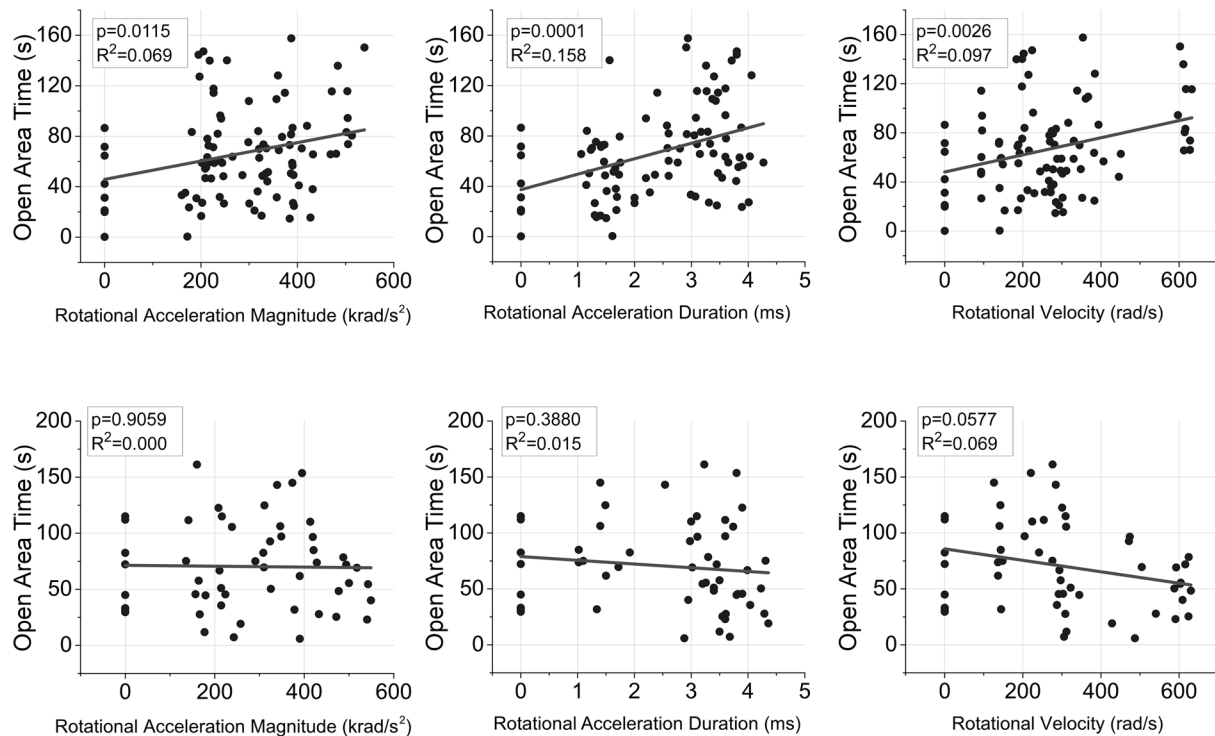 p=0.0115
R²=0.069
Open Area Time (s)
160
120
80
40
0
0
200
400
600
Rotational Acceleration Magnitude (krad/s²)
p=0.0001
R²=0.158
Open Area Time (s)
160
120
80
40
0
0
1
2
3
4
5
Rotational Acceleration Duration (ms)
p=0.0026
R²=0.097
Open Area Time (s)
160
120
80
40
0
0
200
400
600
Rotational Velocity (rad/s)
p=0.9059
R²=0.000
Open Area Time (s)
200
150
100
50
0
0
200
400
600
Rotational Acceleration Magnitude (krad/s²)
p=0.3880
R²=0.015
Open Area Time (s)
200
150
100
50
0
0
1
2
3
4
5
Rotational Acceleration Duration (ms)
p=0.0577
R²=0.069
Open Area Time (s)
200
150
100
50
0
0
200
400
600
Rotational Velocity (rad/s)